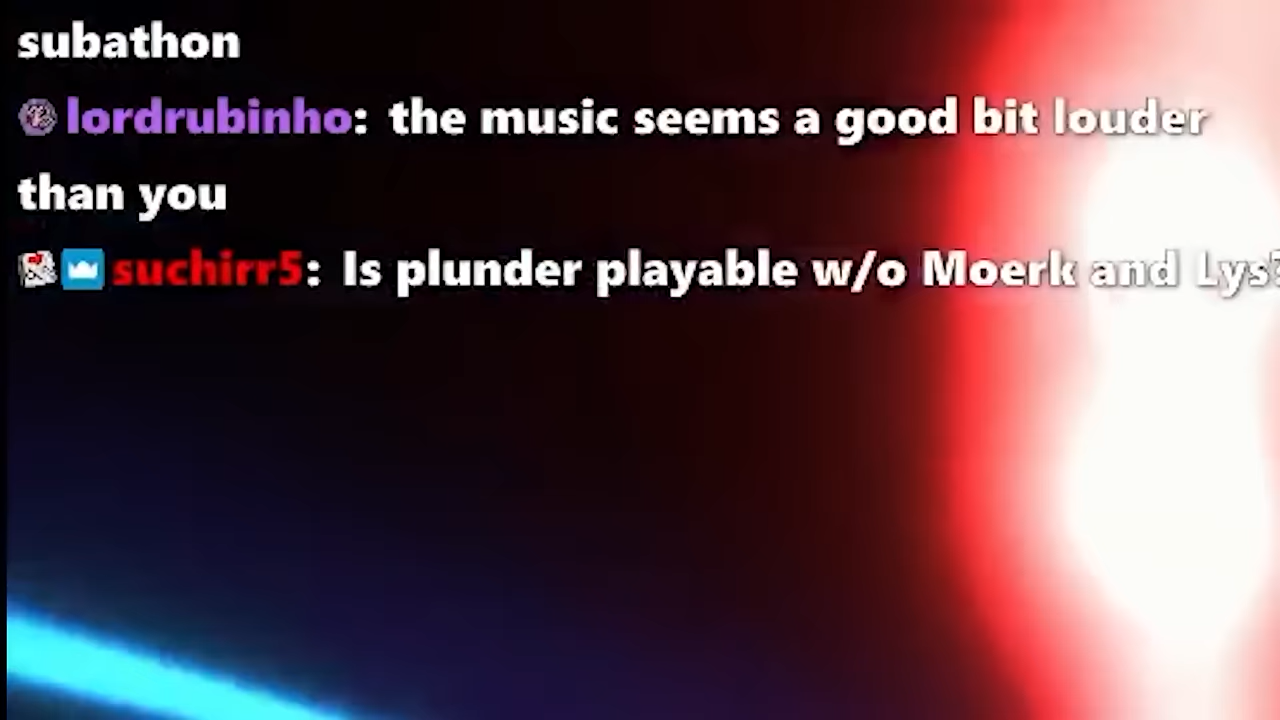 subathon
lordrubinho: the music seems a good bit louder
than you
suchirr5: Is plunder playable w/o Moerk and Lys?